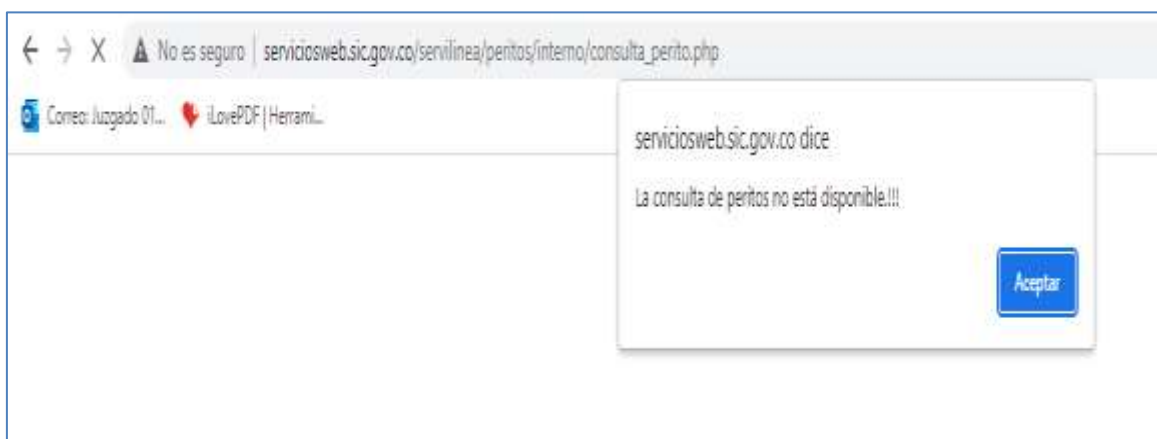 No es seguro | serviciosweb.sic.gov.co/servilinea/peritos/interno/consulta_perito.php
Correo: Juzgado 01... iLovePDF | Herrami...
serviciosweb.sic.gov.co dice
La consulta de peritos no está disponible.!!!
Aceptar